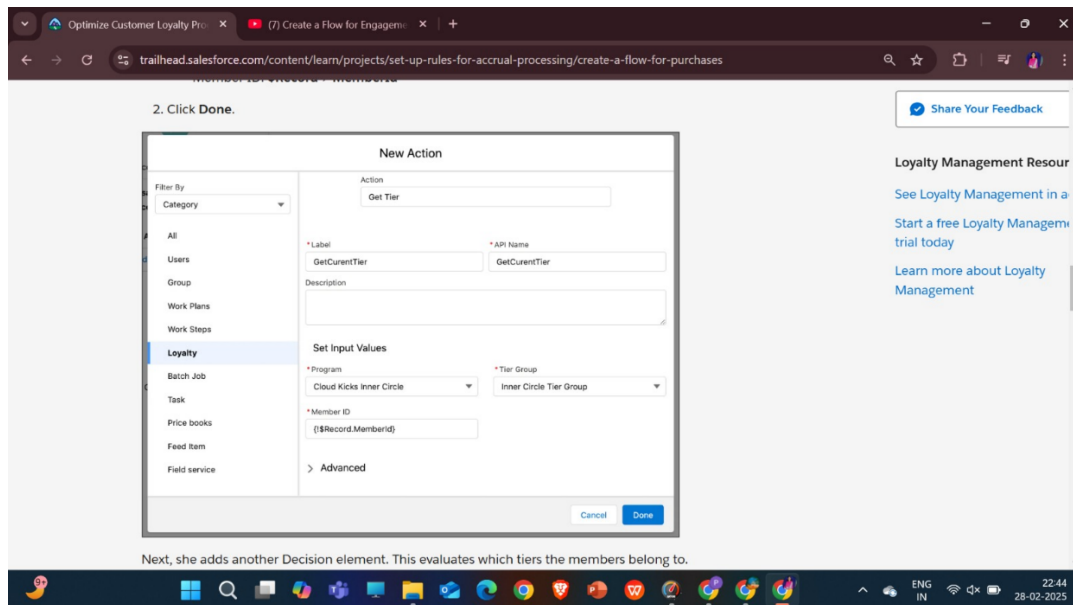 Optimize Customer Loyalty Pro
(7) Create a Flow for Engageme
trailhead.salesforce.com/content/learn/projects/set-up-rules-for-accrual-processing/create-a-flow-for-purchases
2. Click Done.
Share Your Feedback
New Action
Loyalty Management Resour
See Loyalty Management in a
Start a free Loyalty Manageme
trial today
Learn more about Loyalty
Management
Filter By
Category
All
Users
Group
Work Plans
Work Steps
Loyalty
Batch Job
Task
Price books
Feed Item
Field service
Action
Get Tier
*Label
*API Name
GetCurentTier
GetCurentTier
Description
Set Input Values
*Program
*Tier Group
Cloud Kicks Inner Circle
Inner Circle Tier Group
*Member ID
{!$Record.MemberId}
Advanced
Cancel
Done
Next, she adds another Decision element. This evaluates which tiers the members belong to.
9+
ENG
IN
22:44
28-02-2025